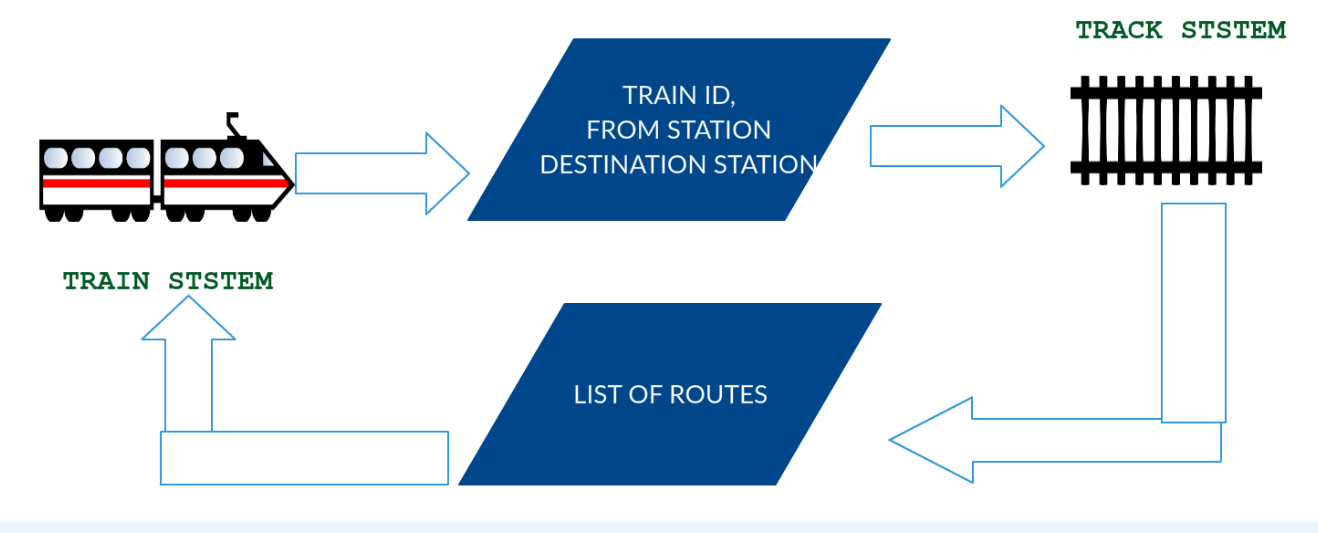 TRACK STSTEM
TRAIN ID,
FROM STATION
DESTINATION STATION
TRAIN STSTEM
LIST OF ROUTES